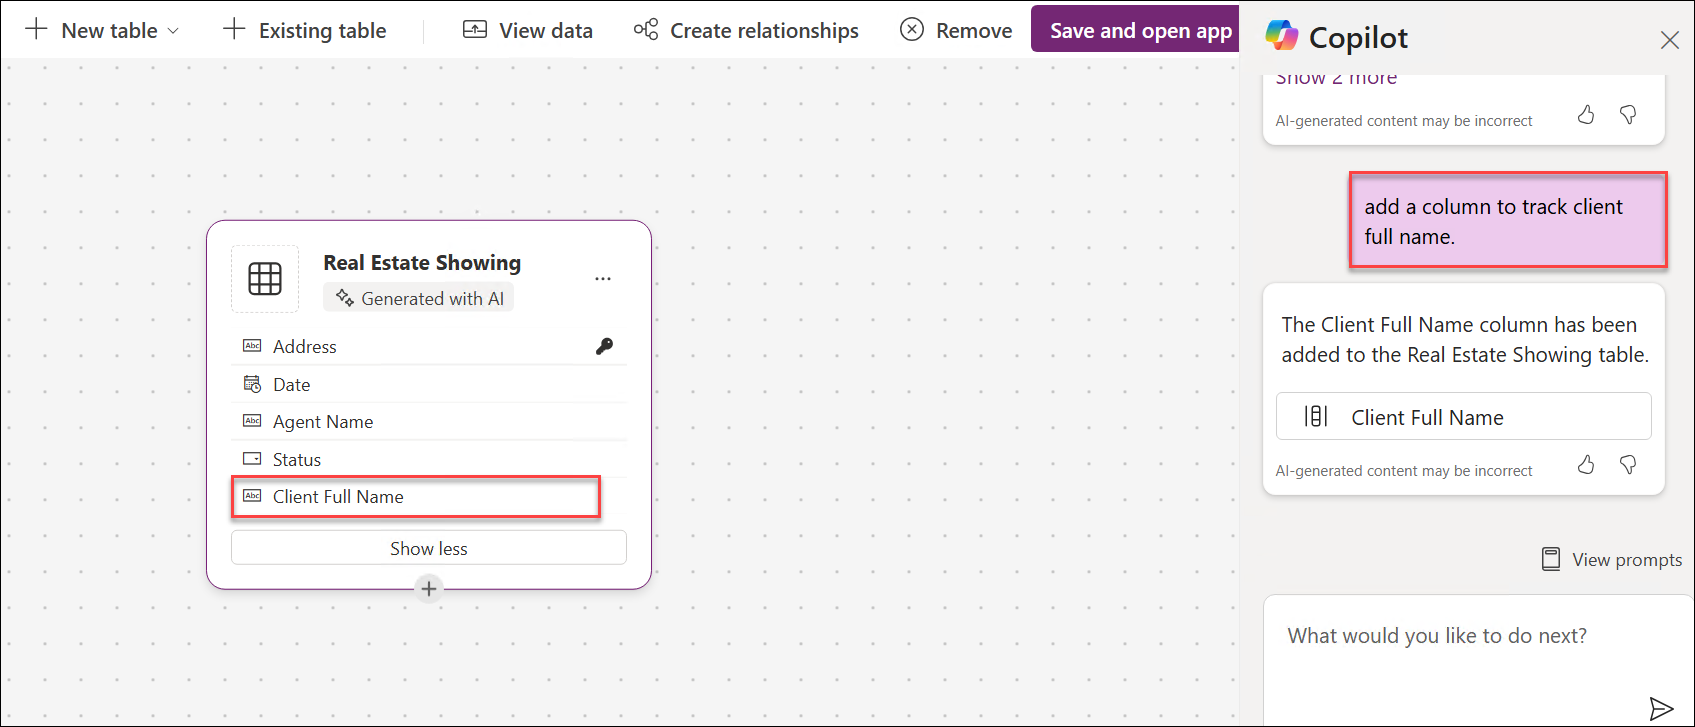 New table
Existing table
View data
Create relationships
Remove
Save and open app
Real Estate Showing
Generated with AI
Abc Address
Date
Abc Agent Name
Status
Abc Client Full Name
Show less
Copilot
Show 2 more
AI-generated content may be incorrect
add a column to track client
full name.
The Client Full Name column has been
added to the Real Estate Showing table.
Client Full Name
AI-generated content may be incorrect
View prompts
What would you like to do next?